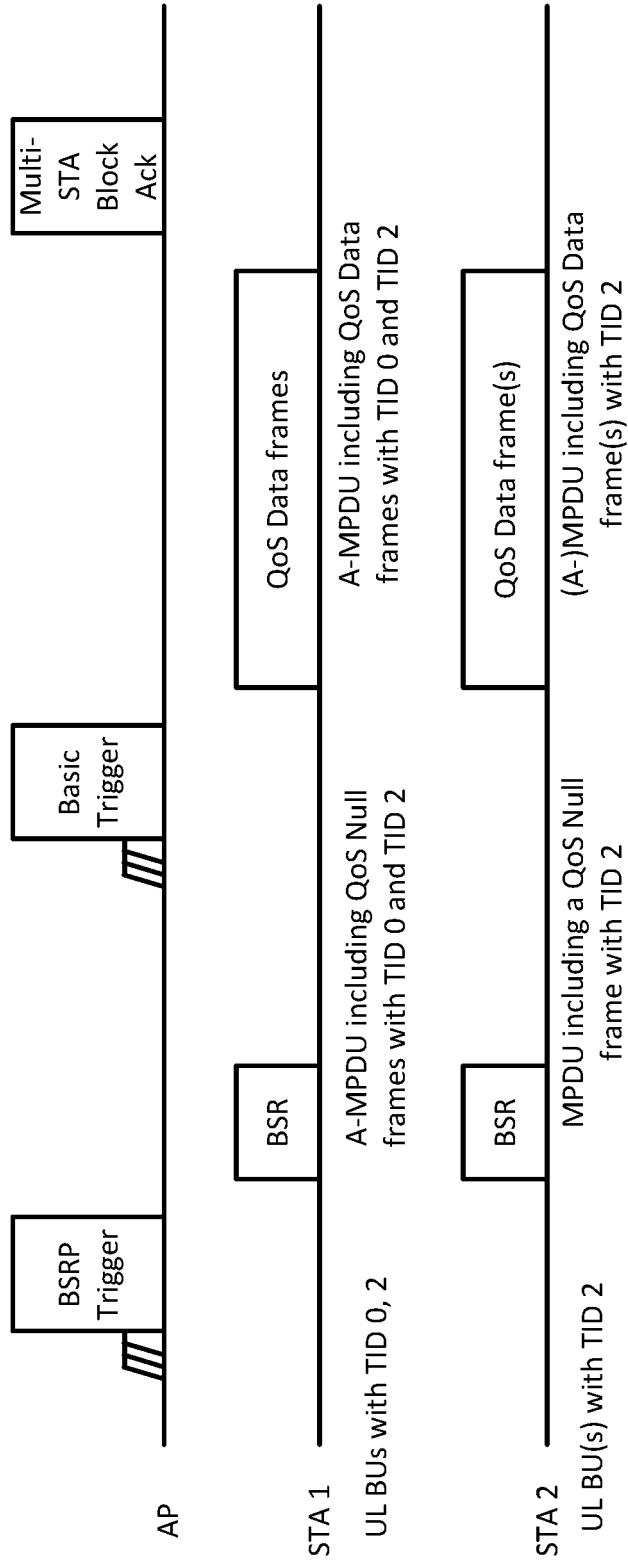 BSRP
Trigger
Basic
Trigger
Multi-
STA
Block
Ack
AP
BSR
QoS Data frames
STA 1
UL BUs with TID 0, 2
A-MPDU including QoS Null
frames with TID 0 and TID 2
A-MPDU including QoS Data
frames with TID 0 and TID 2
BSR
QoS Data frame(s)
STA 2
UL BU(s) with TID 2
MPDU including a QoS Null
frame with TID 2
(A-)MPDU including QoS Data
frame(s) with TID 2